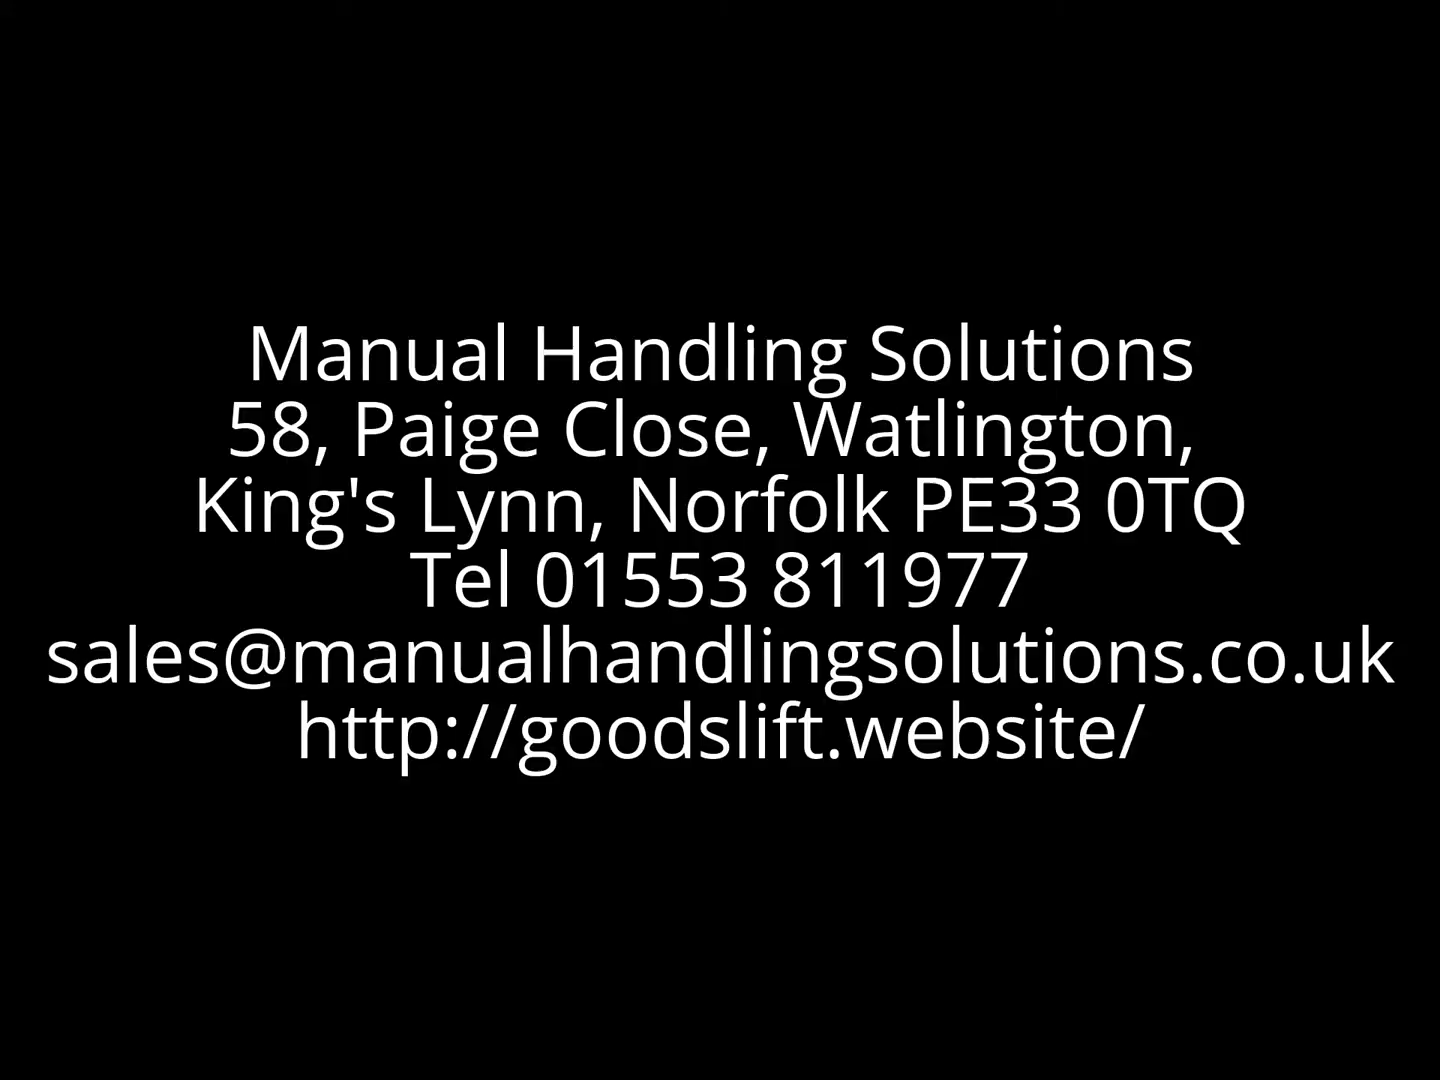 Manual Handling Solutions
58, Paige Close, Watlington,
King's Lynn, Norfolk PE33 0TQ
Tel 01553 811977
sales@manualhandlingsolutions.co.uk
http://goodslift.website/